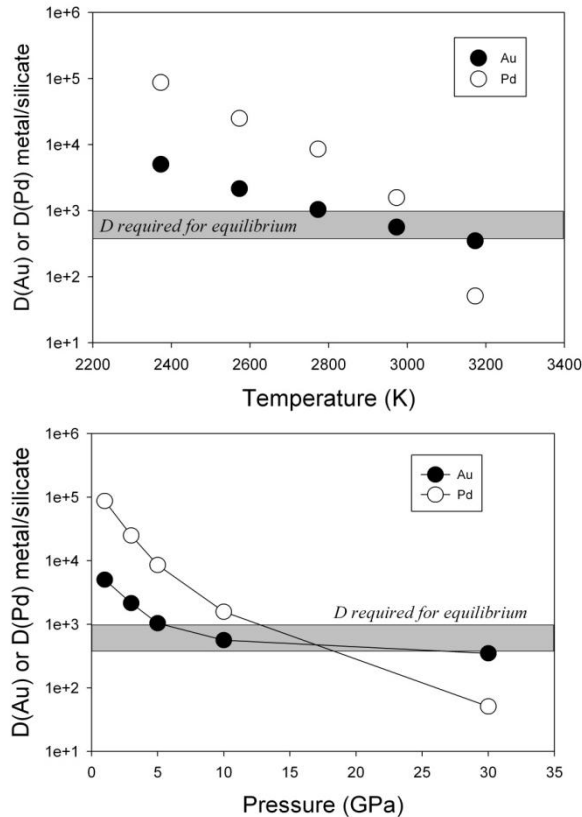 1e+6
Au
Pd
1e+5
1e+4
1e+3
D required for equilibrium
1e+2
1e+1
D(Au) or D(Pd) metal/silicate
2200 2400 2600 2800 3000 3200 3400
Temperature (K)
1e+6
Au
Pd
1e+5
1e+4
D required for equilibrium
1e+3
1e+2
1e+1
D(Au) or D(Pd) metal/silicate
0 5 10 15 20 25 30 35
Pressure (GPa)